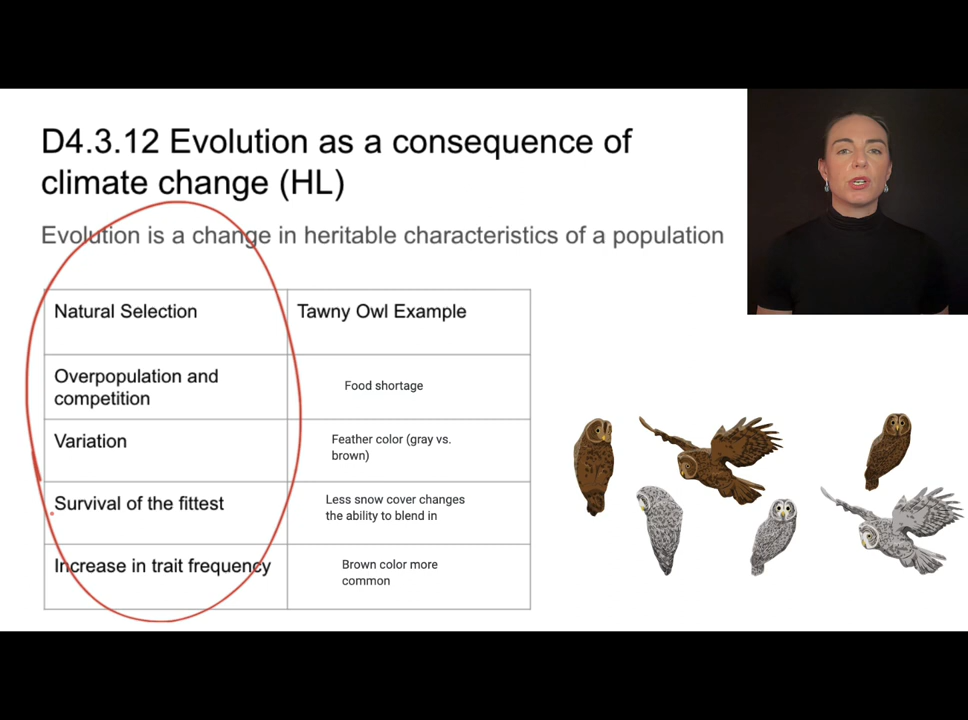 D4.3.12 Evolution as a consequence of
climate change (HL)
Evolution is a change in heritable characteristics of a population
Natural Selection
Tawny Owl Example
Overpopulation and
competition
Food shortage
Variation
Feather color (gray vs.
brown)
Survival of the fittest
Less snow cover changes
the ability to blend in
Increase in trait frequency
Brown color more
common